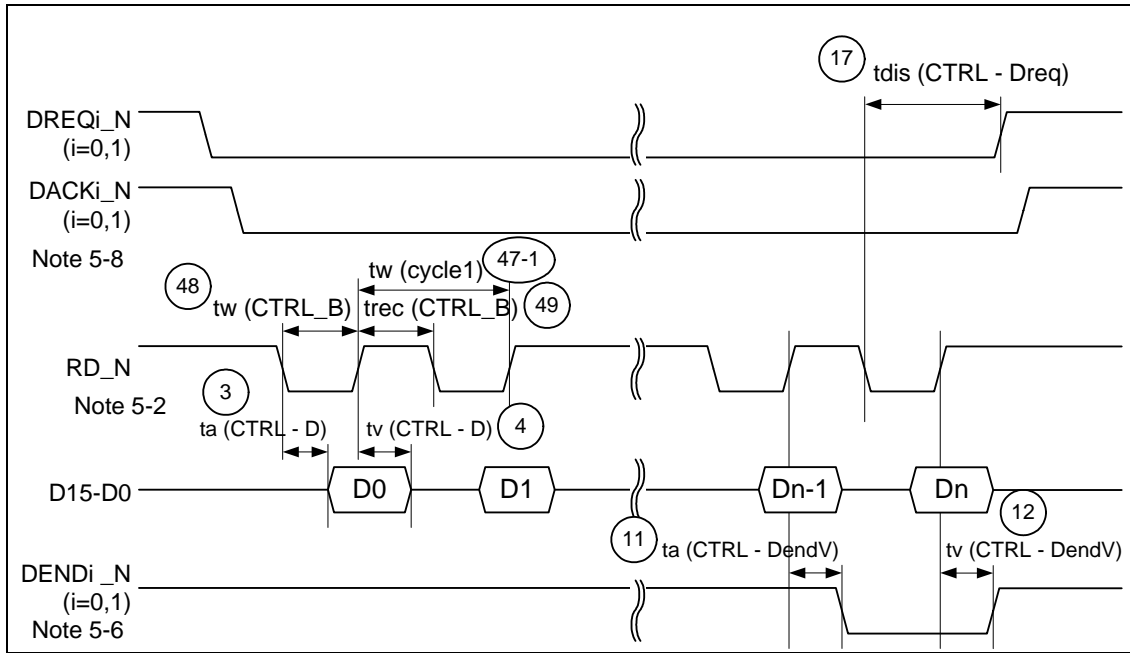 17
tdis (CTRL - Dreq)
DREQi_N
(i=0,1)
DACKi_N
(i=0,1)
Note 5-8
47-1
tw (cycle1)
48
tw (CTRL_B)
trec (CTRL_B)
49
RD_N
Note 5-2
3
ta (CTRL - D)
tv (CTRL - D)
4
D15-D0
D0
D1
Dn-1
Dn
11
ta (CTRL - DendV)
12
tv (CTRL - DendV)
DENDi _N
(i=0,1)
Note 5-6